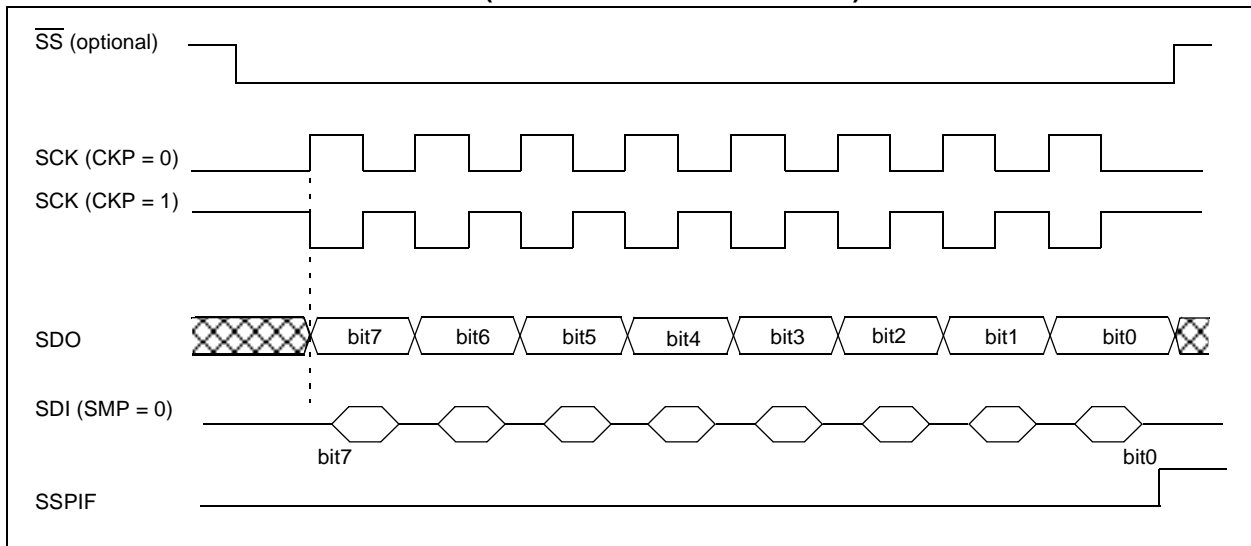 SS (optional)
SCK (CKP = 0)
SCK (CKP = 1)
SDO bit7 bit6 bit5 bit4 bit3 bit2 bit1 bit0
SDI (SMP = 0)
bit7 bit0
SSPIF